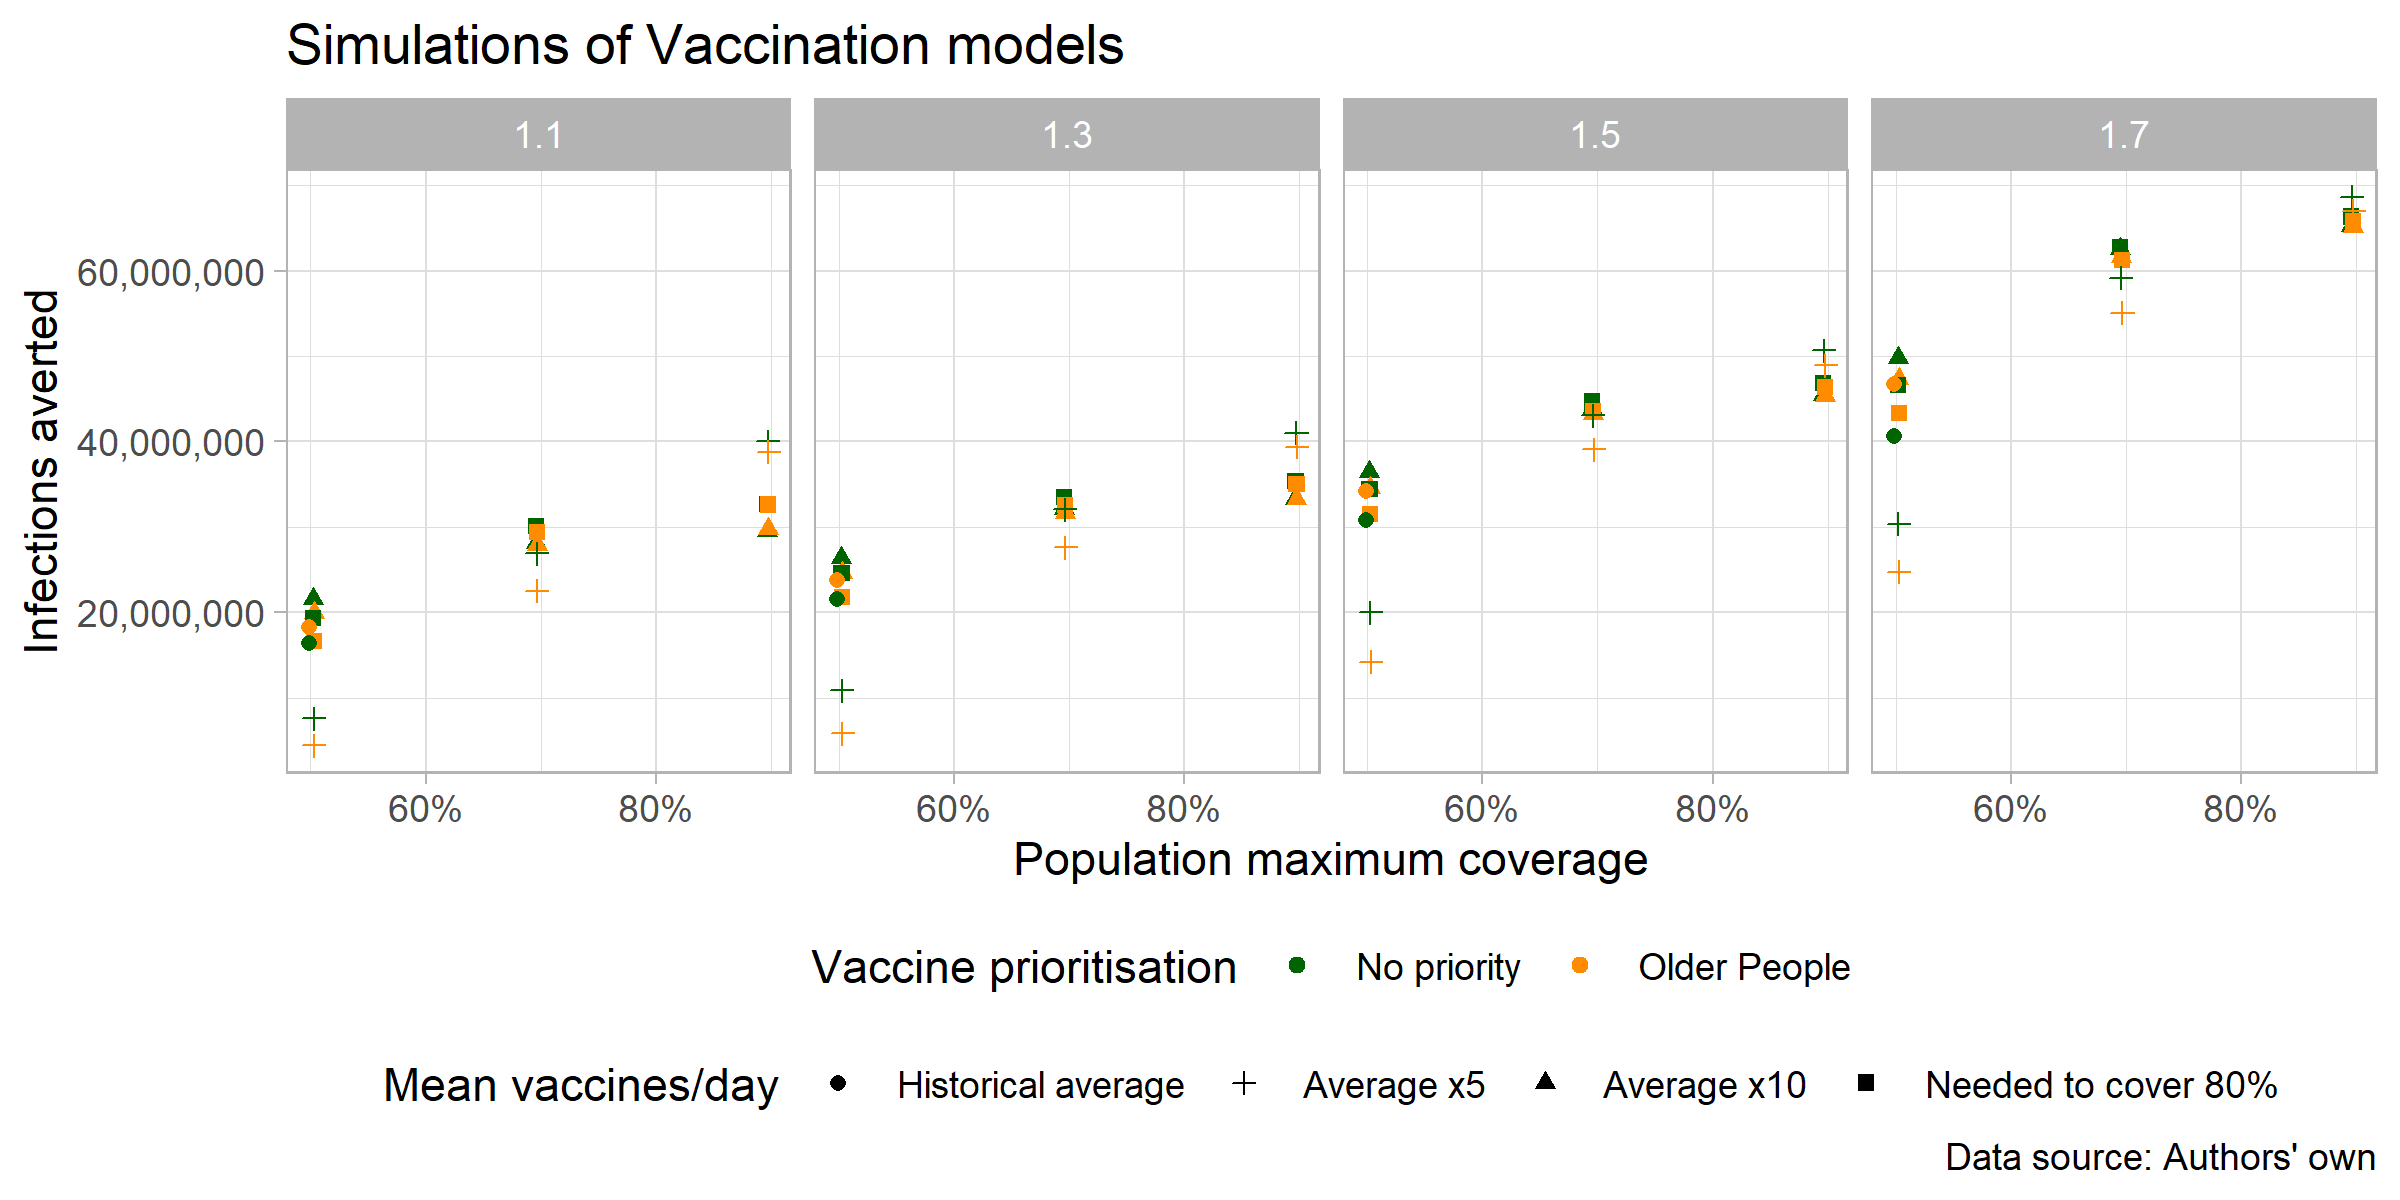 Simulations of Vaccination models
1.1 1.3 1.5 1.7
Infections averted
60,000,000
40,000,000
20,000,000
60% 80% 60% 80% 60% 80% 60% 80%
Population maximum coverage
Vaccine prioritisation No priority Older People
Mean vaccines/day Historical average Average x5 Average x10 Needed to cover 80%
Data source: Authors' own